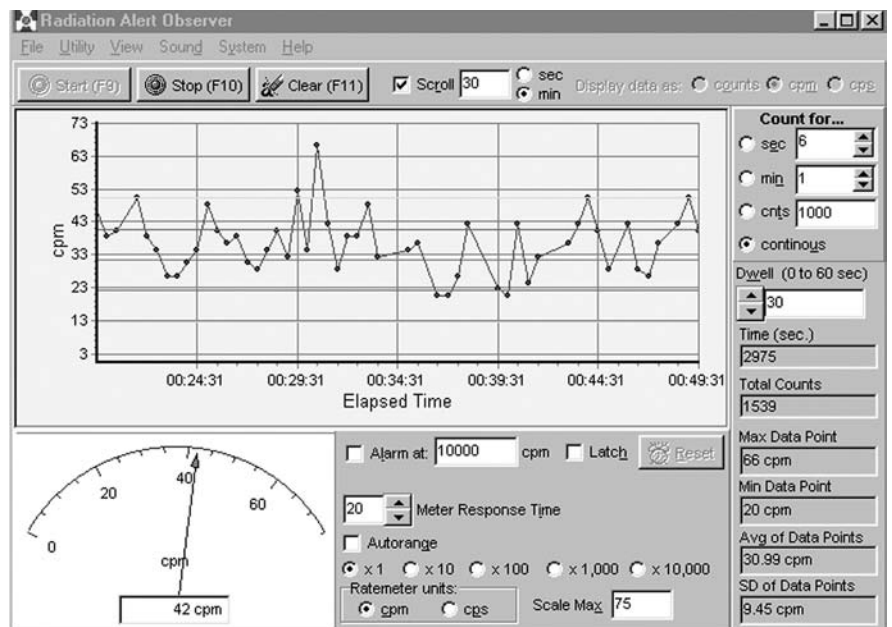 Radiation Alert Observer
File Utility View Sound System Help
Start (F9) Stop (F10) Clear (F11) Scroll 30 sec min Display data as: counts cpm cps
73
63
53
43
33
23
13
3
cpm
00:24:31 00:29:31 00:34:31 00:39:31 00:44:31 00:49:31
Elapsed Time
Count for...
sec 6
min 1
cnts 1000
continous
Dwell (0 to 60 sec)
30
Time (sec.)
2975
Total Counts
1539
Max Data Point
66 cpm
Min Data Point
20 cpm
Avg of Data Points
30.99 cpm
SD of Data Points
9.45 cpm
0 20 40 60
cpm
42 cpm
Alarm at: 10000 cpm Latch Reset
20 Meter Response Time
Autorange
x 1 x 10 x 100 x 1,000 x 10,000
Ratemeter units:
cpm cps
Scale Max 75